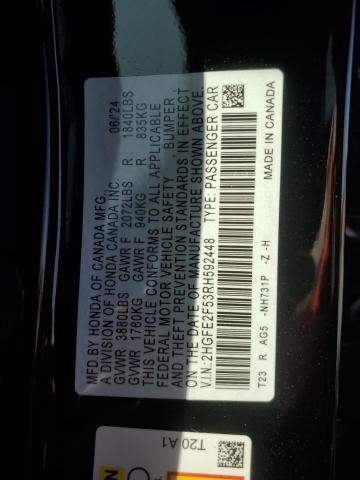 MFD BY HONDA OF CANADA MFG. 06/'24
A DIVISION OF HONDA CANADA INC.
GVWR 3880LBS GAWR F 2072LBS R 1840LBS
GVWR 1760KG GAWR F 940KG R 835KG
THIS VEHICLE CONFORMS TO ALL APPLICABLE
FEDERAL MOTOR VEHICLE SAFETY, BUMPER,
AND THEFT PREVENTION STANDARDS IN EFFECT
ON THE DATE OF MANUFACTURE SHOWN ABOVE.
V.I.N.:2HGFE2F53RH592448 TYPE: PASSENGER CAR
T23 R AG5 -NH731P -Z -H
MADE IN CANADA
T20 A1